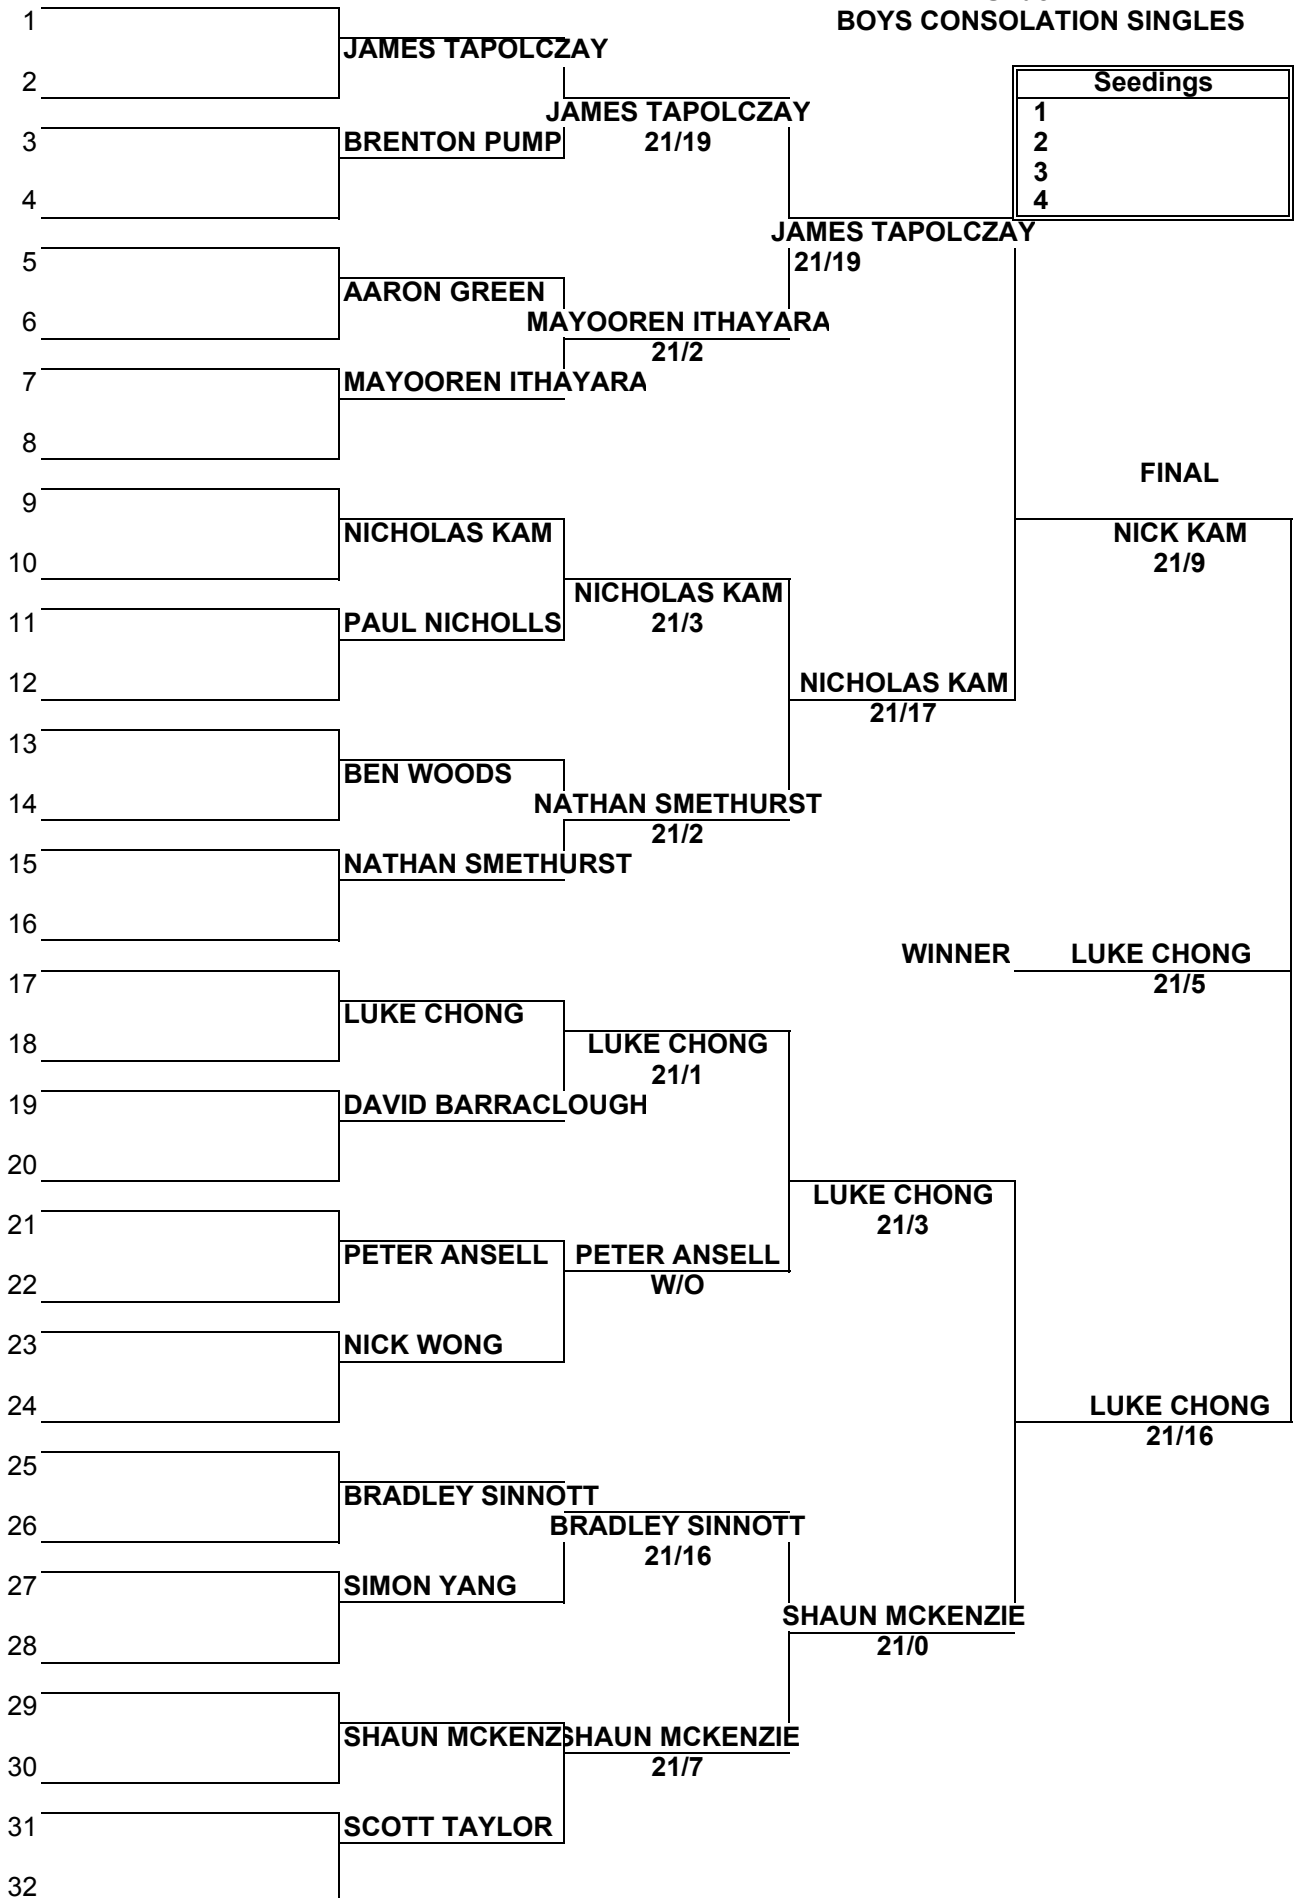 BOYS CONSOLATION SINGLES
1
JAMES TAPOLCZAY
2
Seedings
JAMES TAPOLCZAY
1
3
BRENTON PUMP
21/19
2
3
4
4
JAMES TAPOLCZAY
5
21/19
AARON GREEN
6
MAYOOREN ITHAYARA
21/2
7
MAYOOREN ITHAYARA
8
FINAL
9
NICHOLAS KAM
NICK KAM
10
21/9
NICHOLAS KAM
11
PAUL NICHOLLS
21/3
12
NICHOLAS KAM
21/17
13
BEN WOODS
14
NATHAN SMETHURST
21/2
15
NATHAN SMETHURST
16
WINNER
LUKE CHONG
17
21/5
LUKE CHONG
18
LUKE CHONG
21/1
19
DAVID BARRACLOUGH
20
LUKE CHONG
21
21/3
PETER ANSELL
PETER ANSELL
22
W/O
23
NICK WONG
24
LUKE CHONG
21/16
25
BRADLEY SINNOTT
26
BRADLEY SINNOTT
21/16
27
SIMON YANG
SHAUN MCKENZIE
28
21/0
29
SHAUN MCKENZ
SHAUN MCKENZIE
30
21/7
31
SCOTT TAYLOR
32